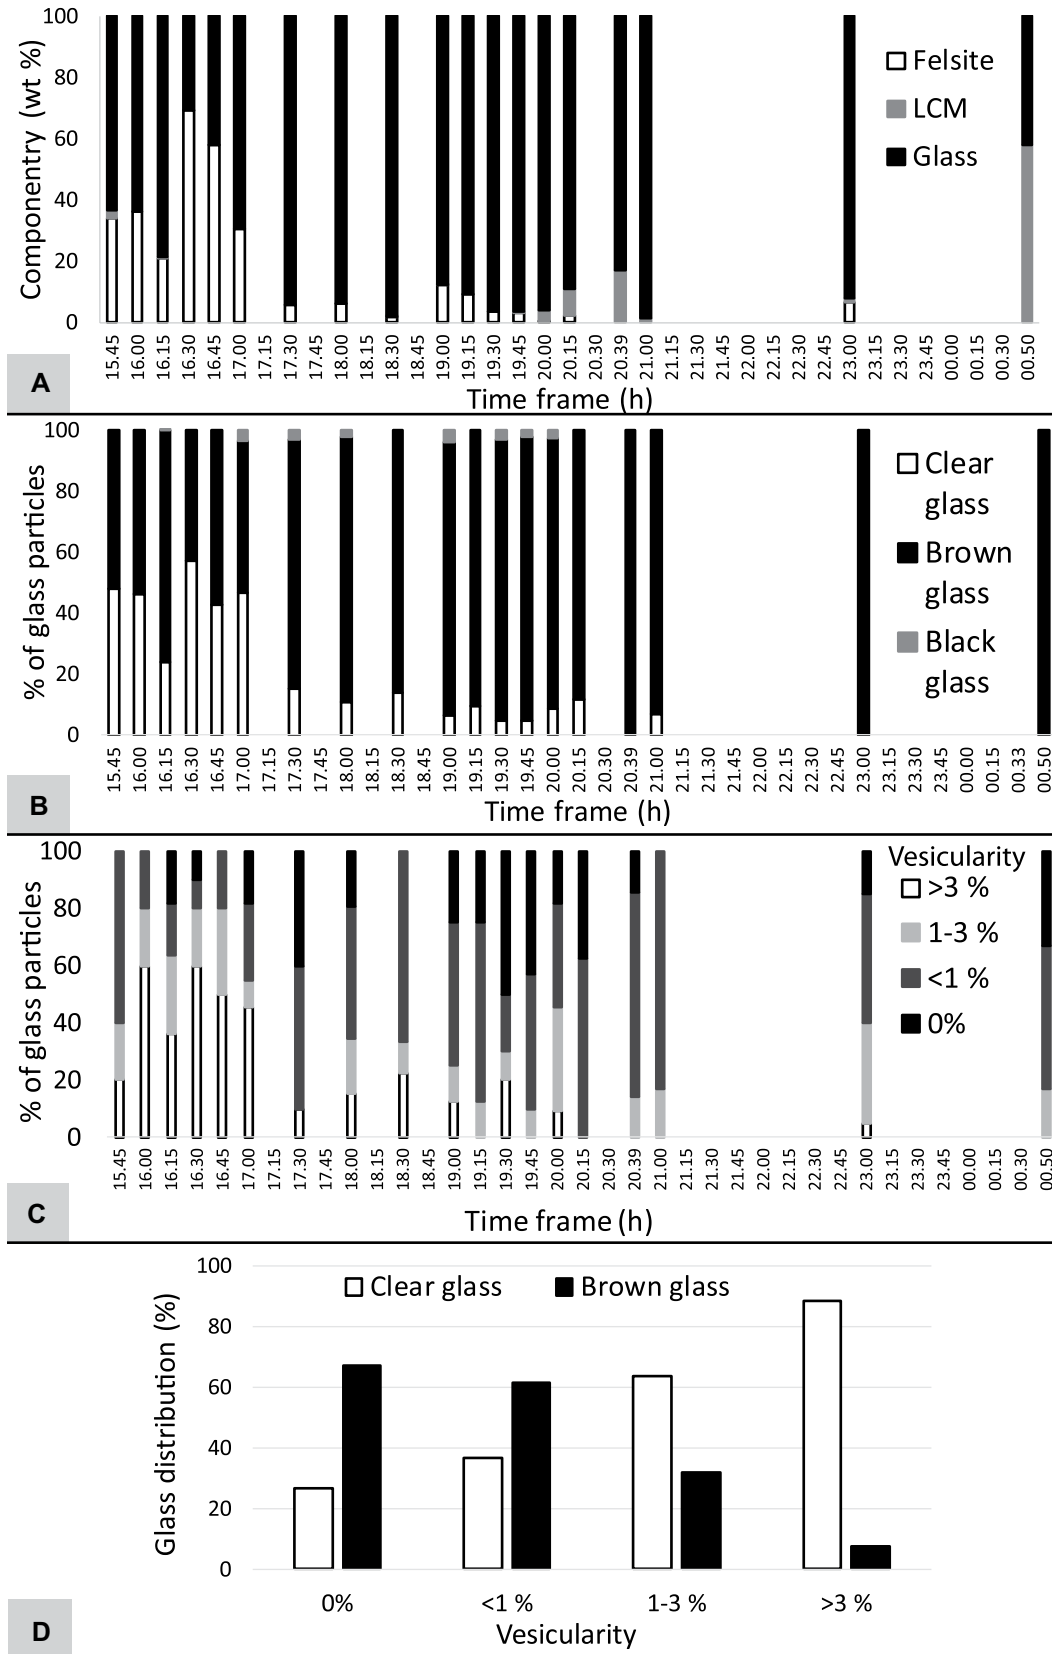 Componentry (wt %)
100
80
60
40
20
0
Felsite
LCM
Glass
15.45 16.00 16.15 16.30 16.45 17.00 17.15 17.30 17.45 18.00 18.15 18.30 18.45 19.00 19.15 19.30 19.45 20.00 20.15 20.30 20.39 21.00 21.15 21.30 21.45 22.00 22.15 22.30 22.45 23.00 23.15 23.30 23.45 00.00 00.15 00.30 00.50
A
Time frame (h)
% of glass particles
100
80
60
40
20
0
Clear
glass
Brown
glass
Black
glass
15.45 16.00 16.15 16.30 16.45 17.00 17.15 17.30 17.45 18.00 18.15 18.30 18.45 19.00 19.15 19.30 19.45 20.00 20.15 20.30 20.39 21.00 21.15 21.30 21.45 22.00 22.15 22.30 22.45 23.00 23.15 23.30 23.45 00.00 00.15 00.33 00.50
B
Time frame (h)
% of glass particles
100
80
60
40
20
0
Vesicularity
>3 %
1-3 %
<1 %
0%
15.45 16.00 16.15 16.30 16.45 17.00 17.15 17.30 17.45 18.00 18.15 18.30 18.45 19.00 19.15 19.30 19.45 20.00 20.15 20.30 20.39 21.00 21.15 21.30 21.45 22.00 22.15 22.30 22.45 23.00 23.15 23.30 23.45 00.00 00.15 00.30 00.50
C
Time frame (h)
Glass distribution (%)
100
80
60
40
20
0
Clear glass Brown glass
0% <1 % 1-3 % >3 %
D
Vesicularity